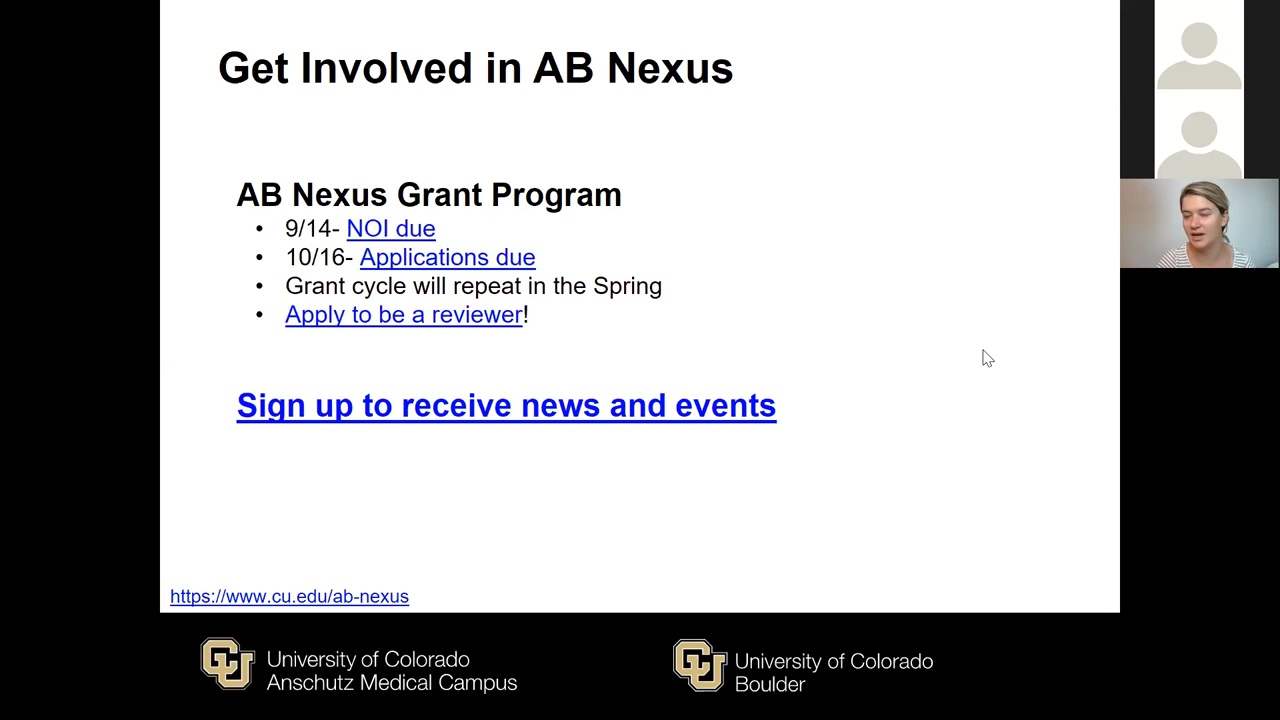 Get Involved in AB Nexus
AB Nexus Grant Program
• 9/14- NOI due
• 10/16- Applications due
• Grant cycle will repeat in the Spring
• Apply to be a reviewer!
Sign up to receive news and events
https://www.cu.edu/ab-nexus
CU University of Colorado
Anschutz Medical Campus
CU University of Colorado
Boulder